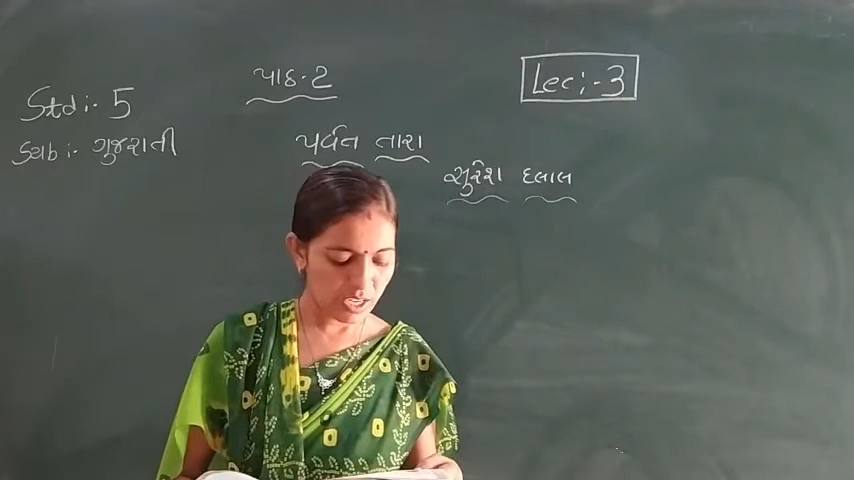 Std :- 5
પાઠ-2
Lec :- 3
Sub :- ગુજરાતી
પર્વત તારા
સુરેશ દલાલ